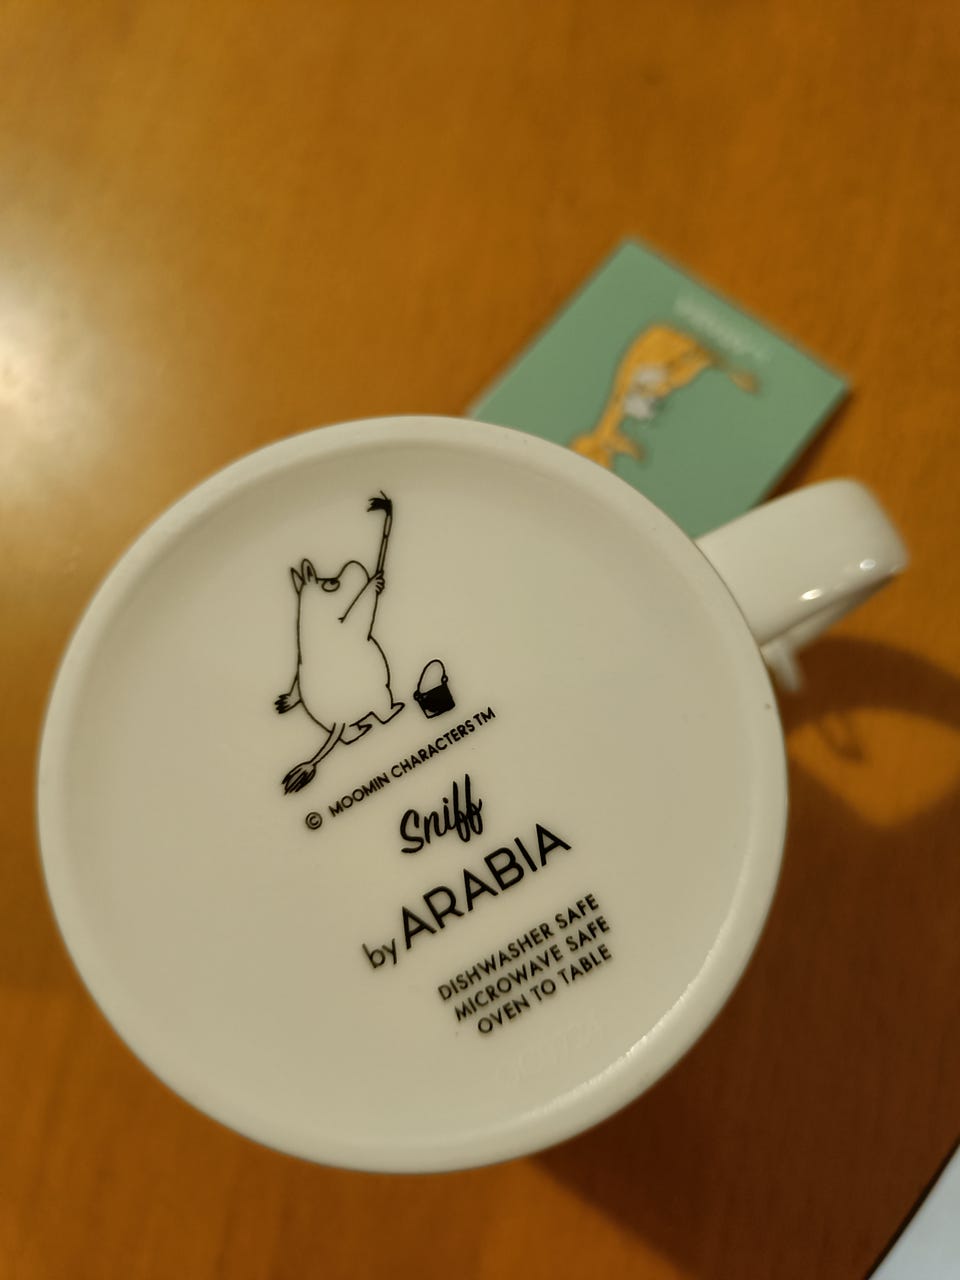 © MOOMIN CHARACTERS TM
Sniff
by ARABIA
DISHWASHER SAFE
MICROWAVE SAFE
OVEN TO TABLE